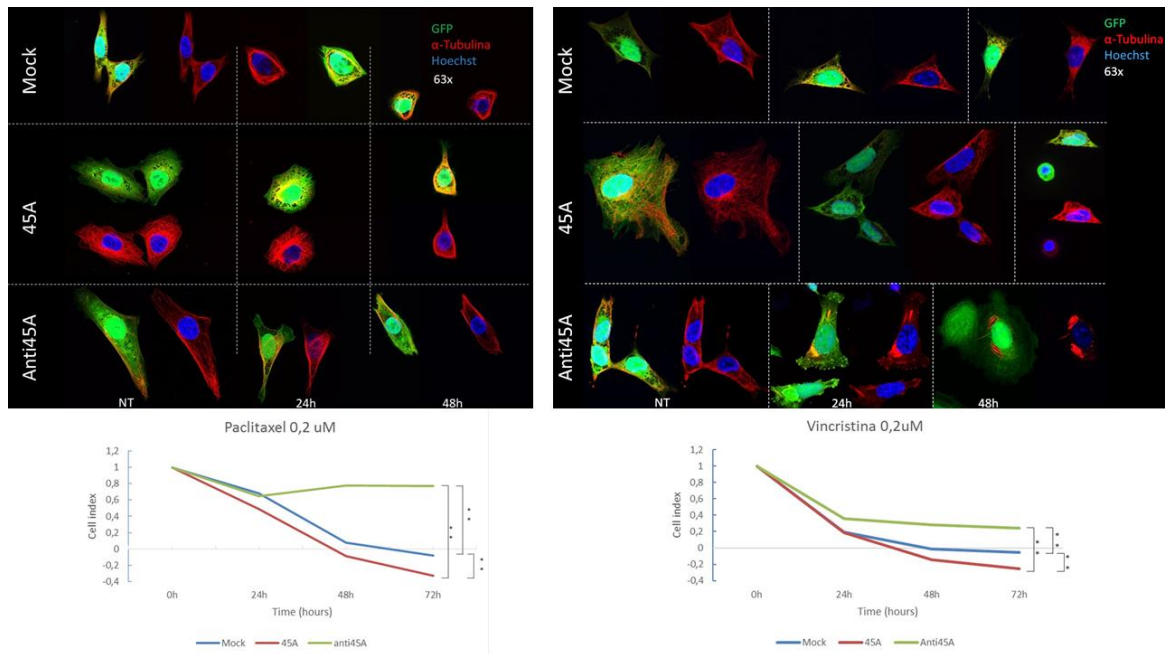 Mock
45A
Anti45A
GFP
α-Tubulina
Hoechst
63x
NT
24h
48h
Mock
45A
Anti45A
GFP
α-Tubulina
Hoechst
63x
NT
24h
48h
Paclitaxel 0,2 uM
Cell index
1,2
1
0,8
0,6
0,4
0,2
0
-0,2
-0,4
0h
24h
48h
72h
Time (hours)
Mock
45A
anti45A
* *
* *
* *
Vincristina 0,2uM
Cell index
1,2
1
0,8
0,6
0,4
0,2
0
-0,2
-0,4
0h
24h
48h
72h
Time (hours)
Mock
45A
Anti45A
* *
* *
* *